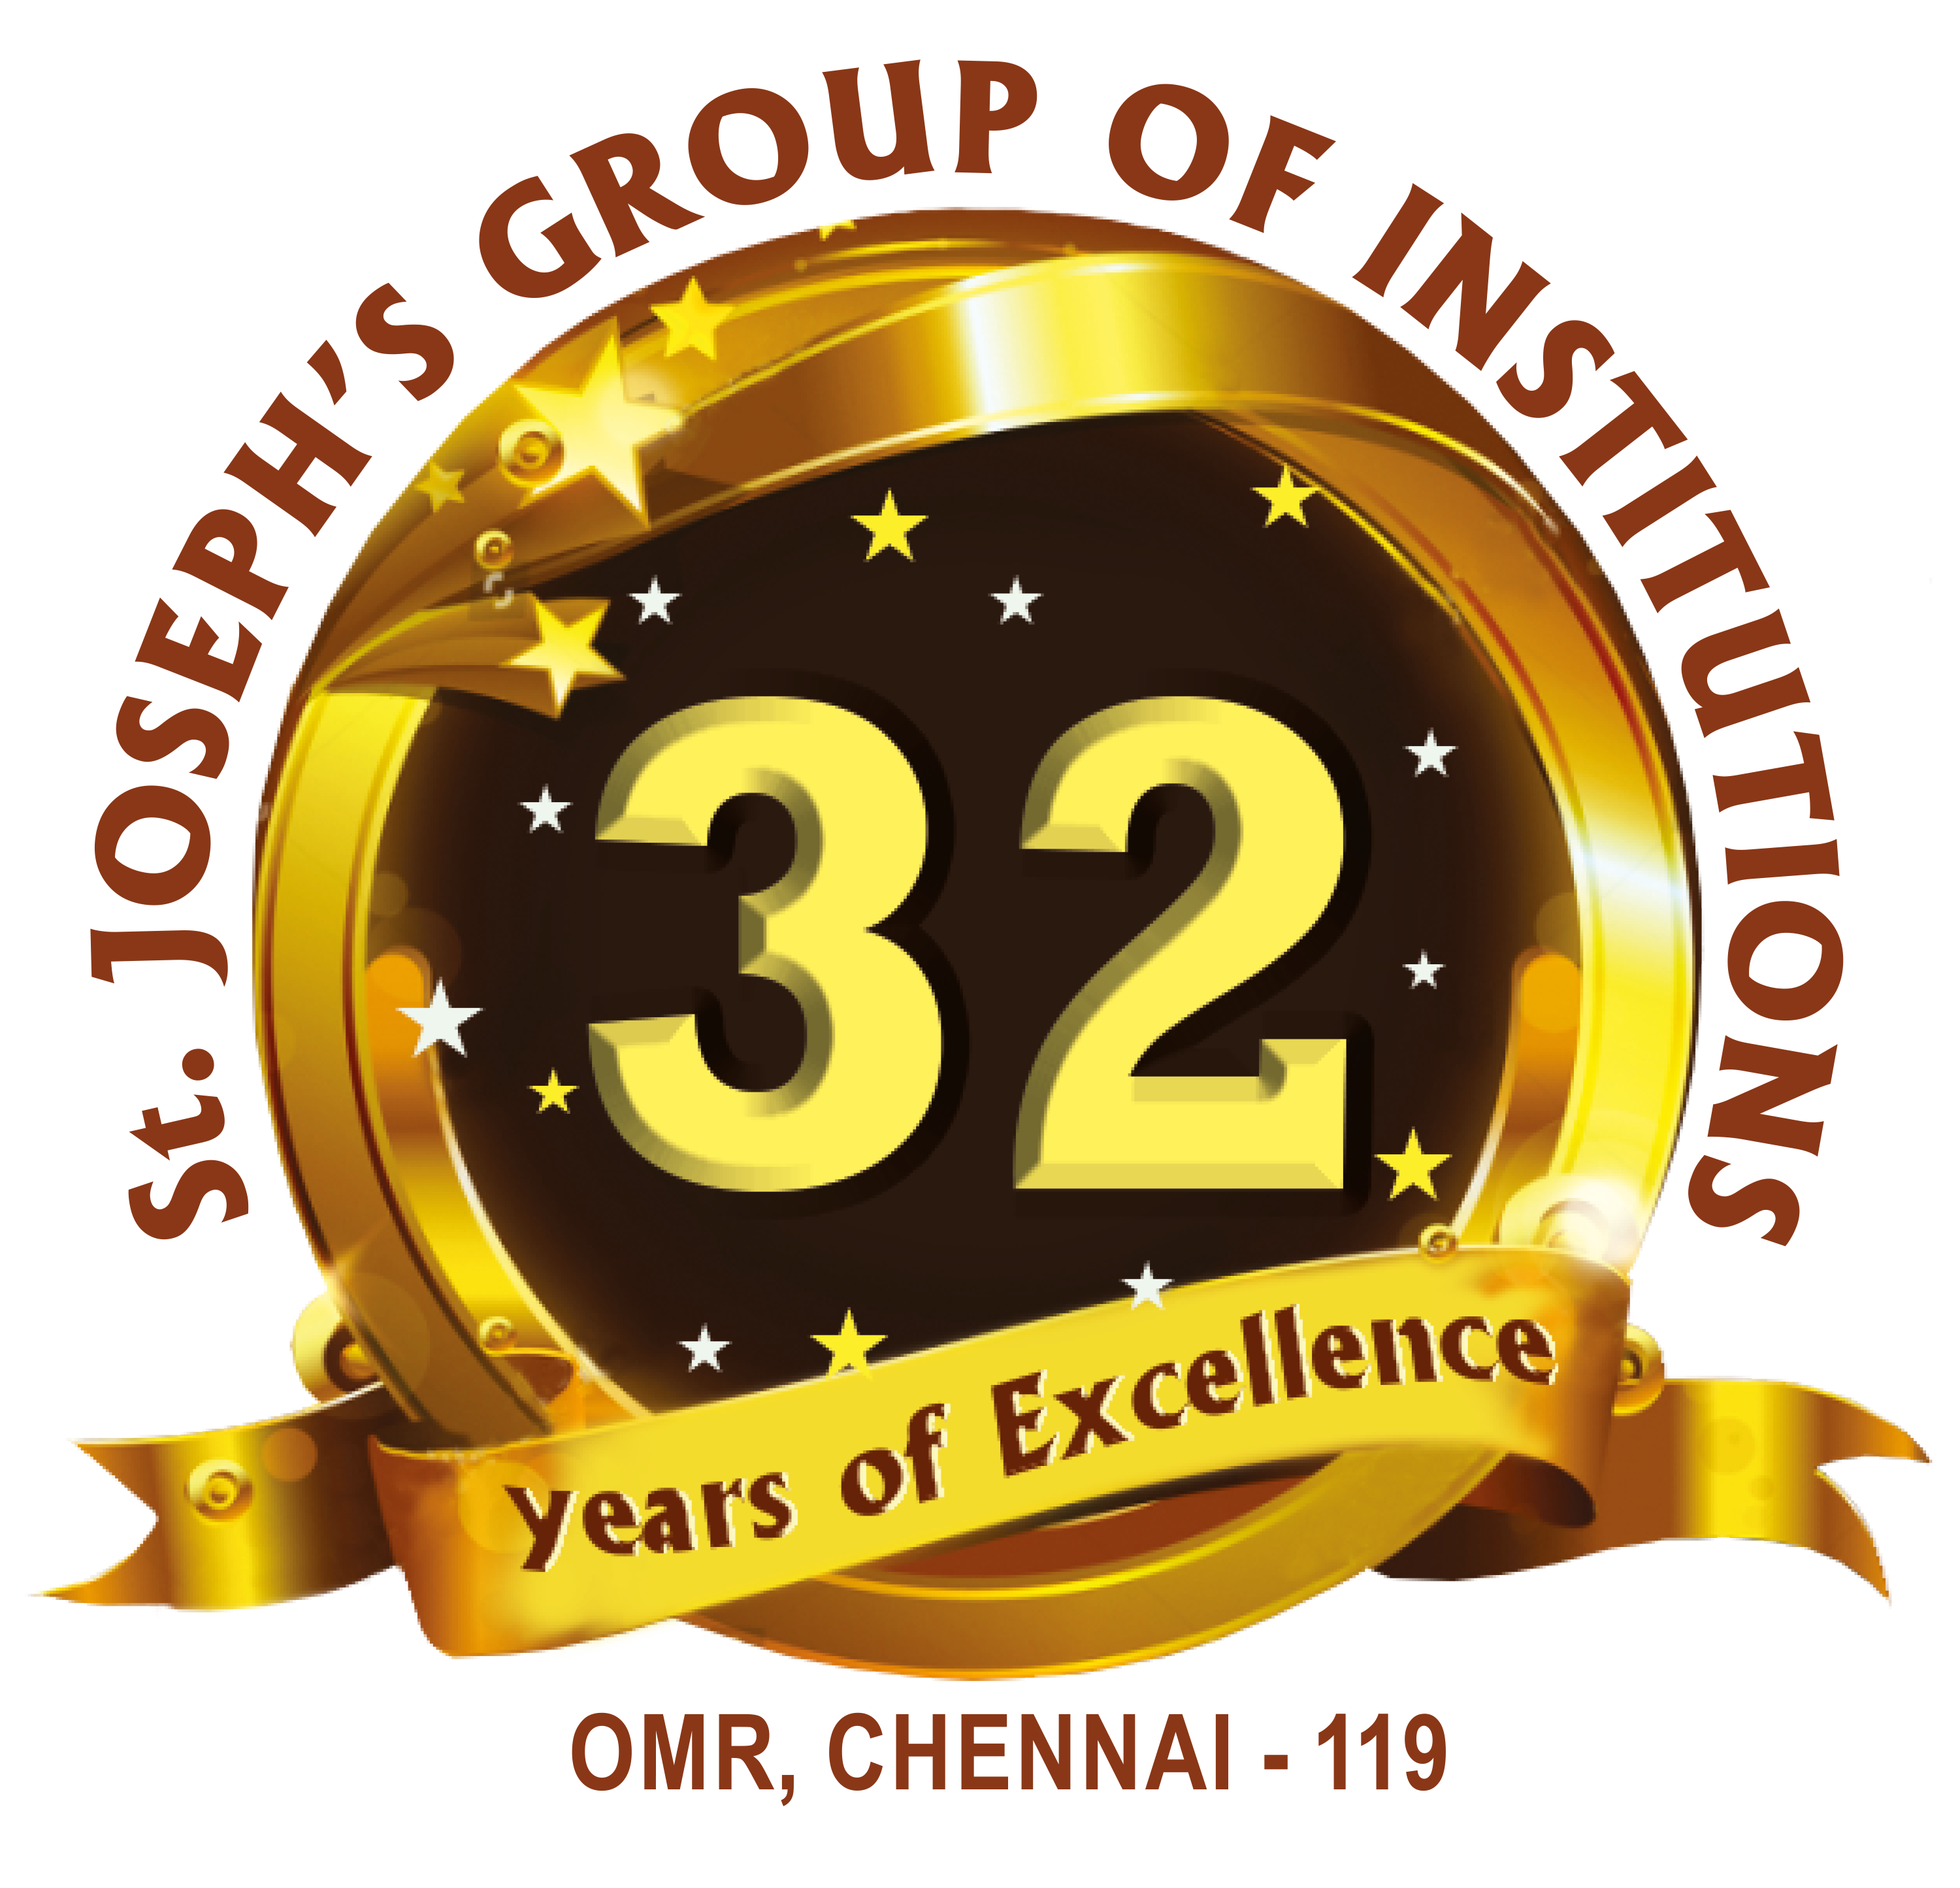 St. JOSEPH'S GROUP OF INSTITUTIONS
32
years of Excellence
OMR, CHENNAI - 119